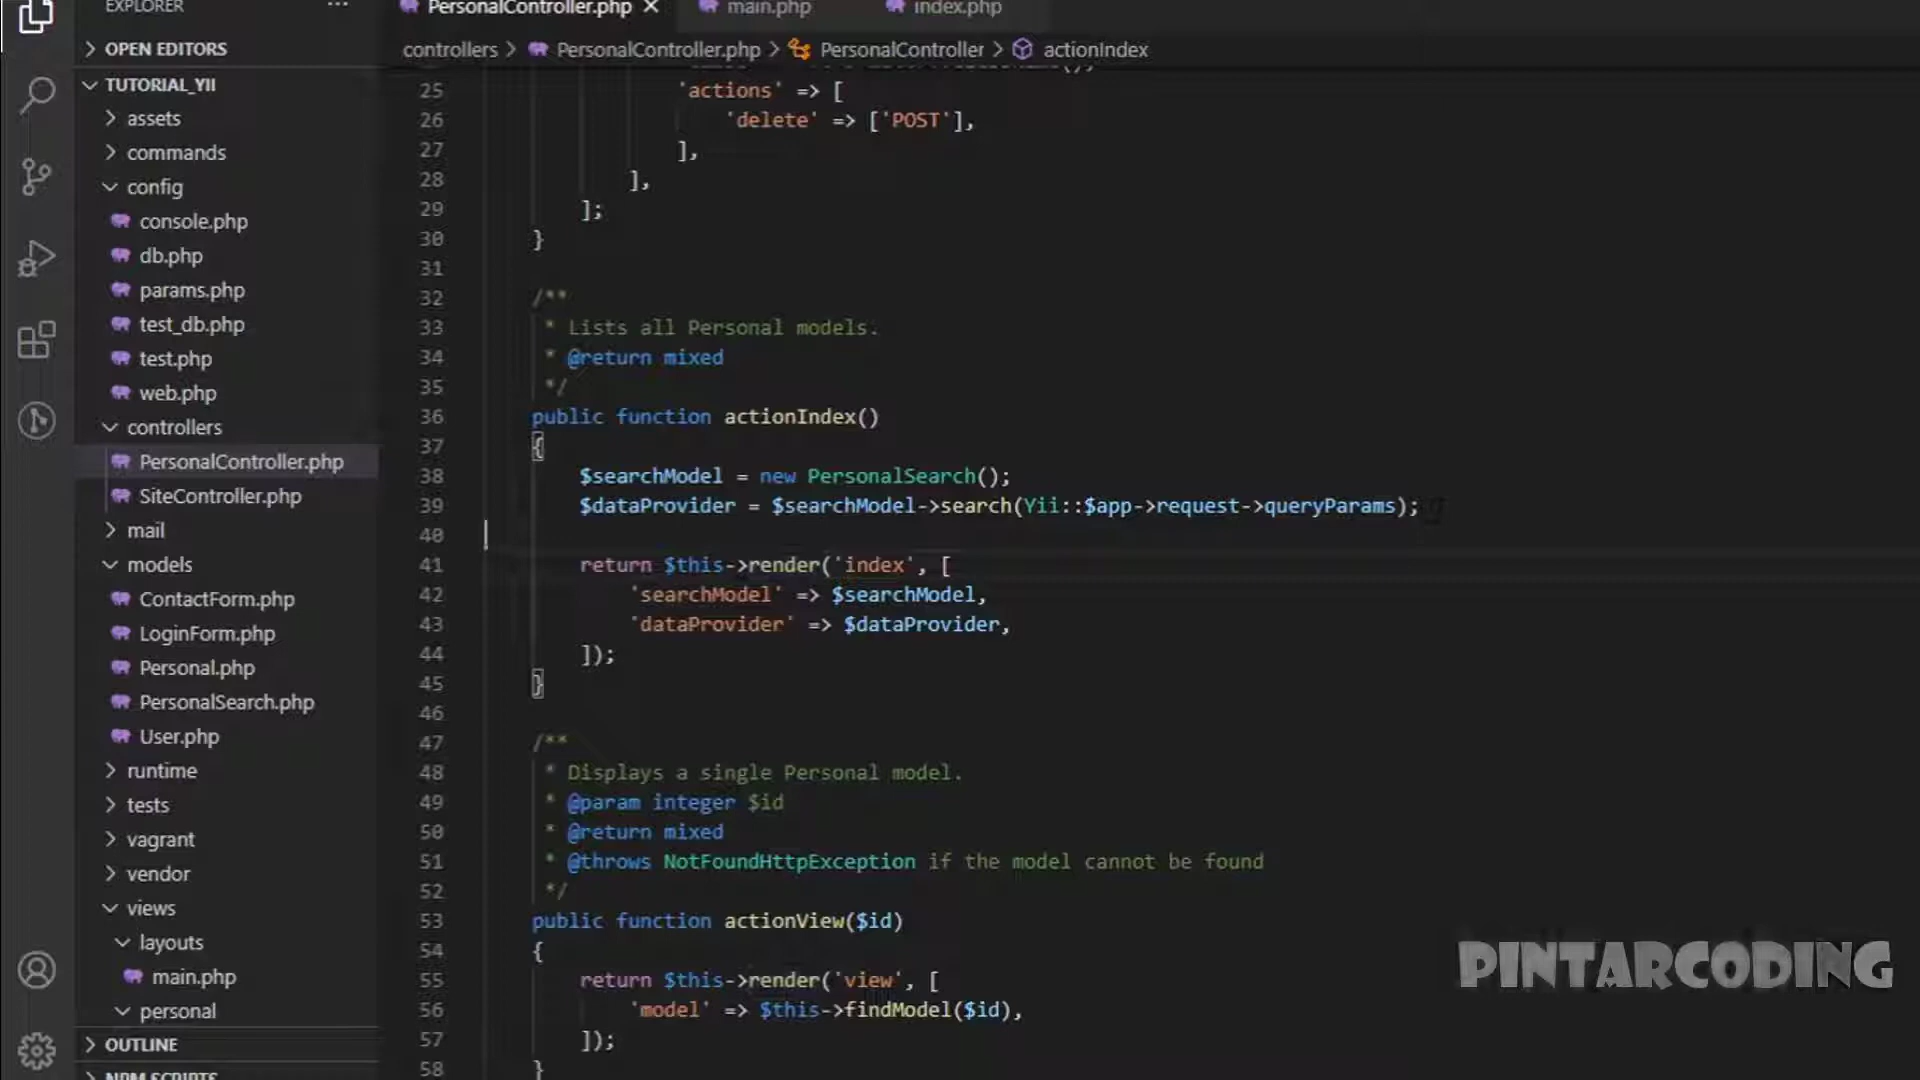 EXPLORER
OPEN EDITORS
TUTORIAL_YII
assets
commands
config
console.php
db.php
params.php
test_db.php
test.php
web.php
controllers
PersonalController.php
SiteController.php
mail
models
ContactForm.php
LoginForm.php
Personal.php
PersonalSearch.php
User.php
runtime
tests
vagrant
vendor
views
layouts
main.php
personal
OUTLINE
NPM SCRIPTS
PersonalController.php main.php index.php
controllers > PersonalController.php > PersonalController > actionIndex
25 'actions' => [
26 'delete' => ['POST'],
27 ],
28 ],
29 ];
30 }
31
32 /**
33 * Lists all Personal models.
34 * @return mixed
35 */
36 public function actionIndex()
37 {
38 $searchModel = new PersonalSearch();
39 $dataProvider = $searchModel->search(Yii::$app->request->queryParams);
40
41 return $this->render('index', [
42 'searchModel' => $searchModel,
43 'dataProvider' => $dataProvider,
44 ]);
45 }
46
47 /**
48 * Displays a single Personal model.
49 * @param integer $id
50 * @return mixed
51 * @throws NotFoundHttpException if the model cannot be found
52 */
53 public function actionView($id)
54 {
55 return $this->render('view', [
56 'model' => $this->findModel($id),
57 ]);
58 }
PINTARCODING